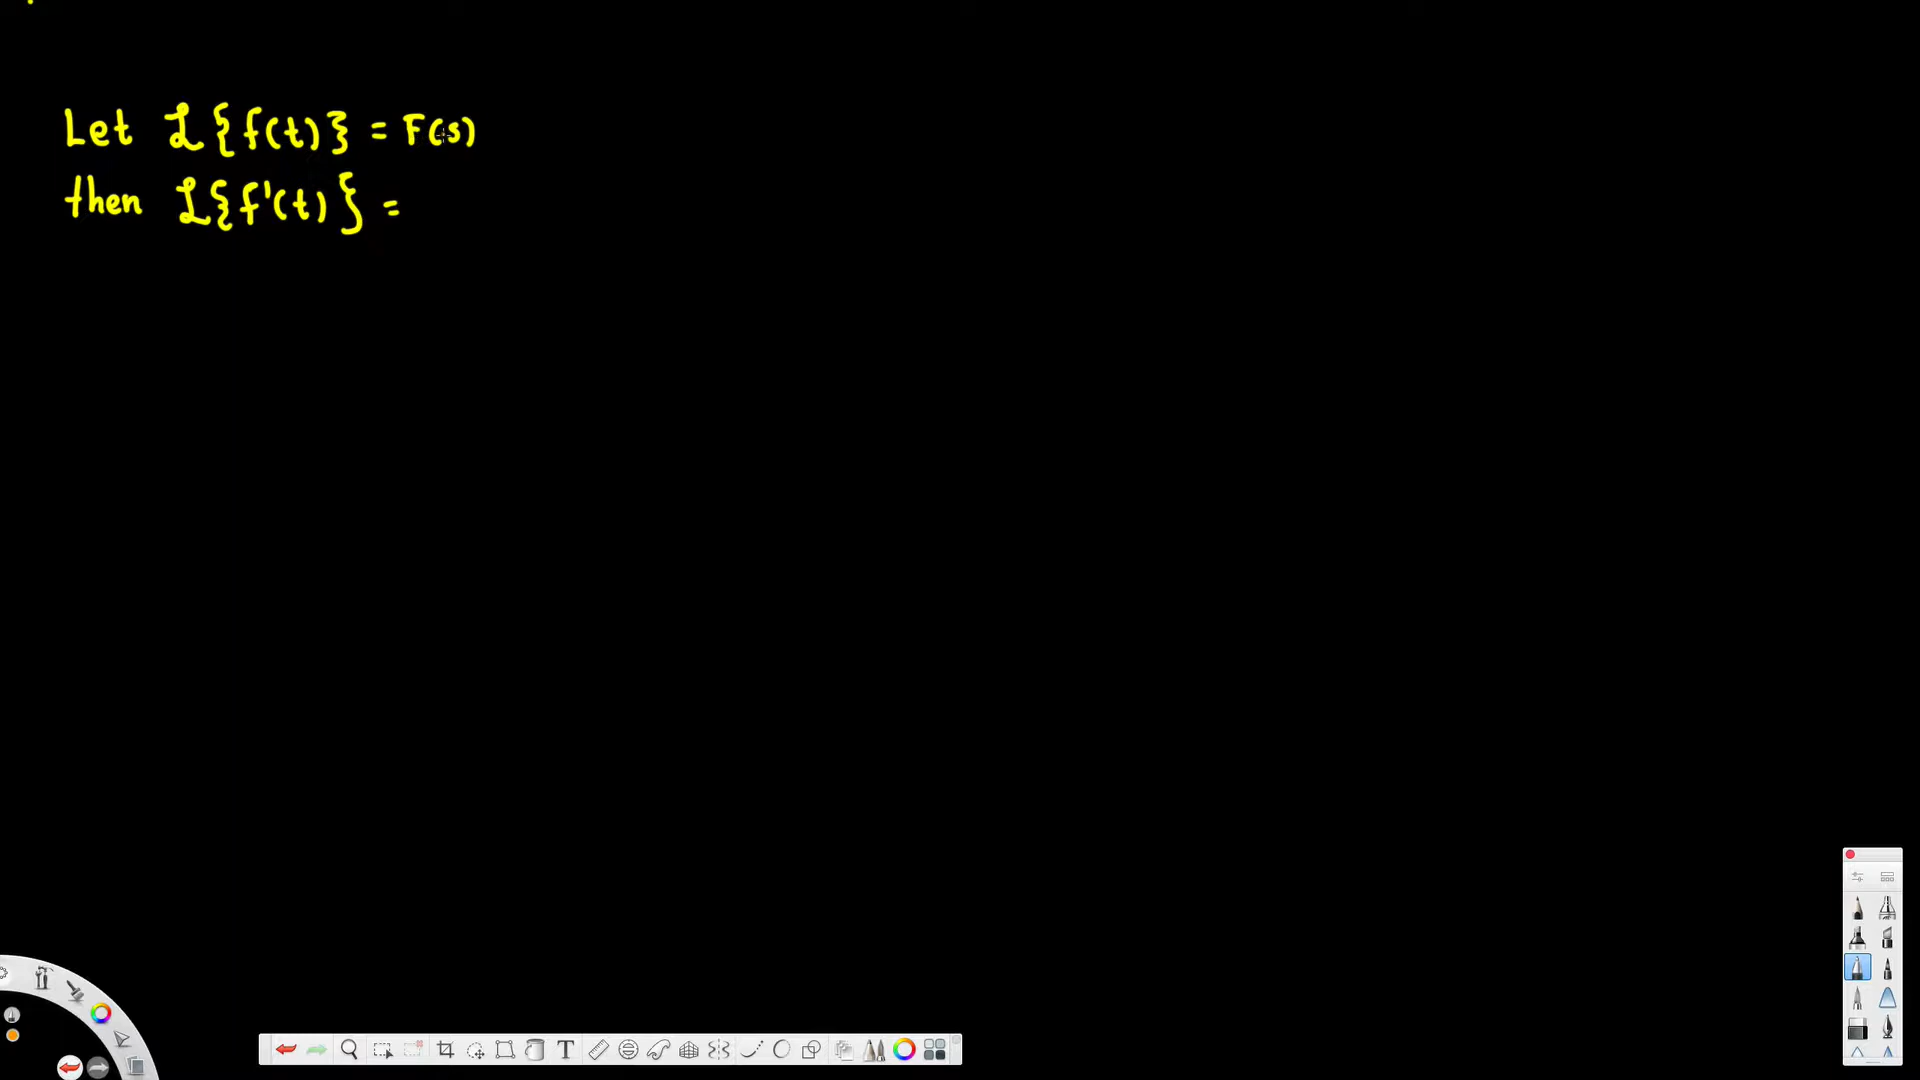 Let ℒ{f(t)} = F(s)
then ℒ{f'(t)} =